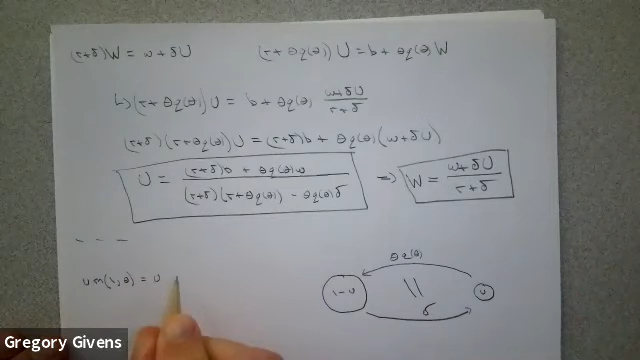 (r+δ)W = w+δU (r+θq(θ))U = b+θq(θ)W
↳(r+θq(θ))U = b+θq(θ) (w+δU)/(r+δ)
(r+δ)(r+θq(θ))U = (r+δ)b+θq(θ)(w+δU)
U = ((r+δ)b+θq(θ)w)/((r+δ)(r+θq(θ)) - θq(θ)δ) ⇒ W = (w+δU)/(r+δ)
- - -
θq(θ)
um(1,θ) = u
1-u || u
δ
Gregory Givens